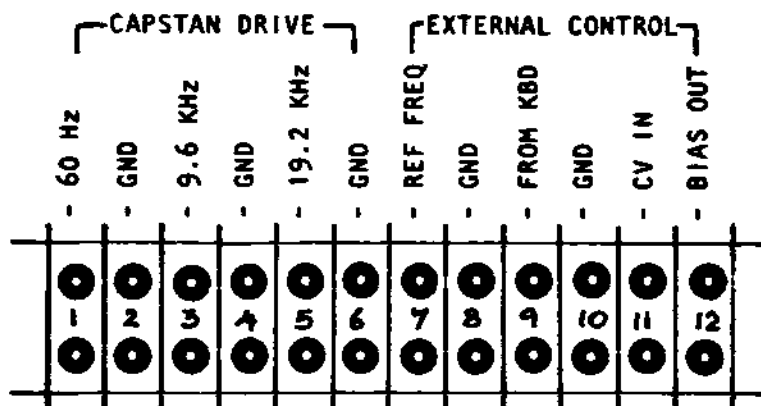 CAPSTAN DRIVE
EXTERNAL CONTROL
- 60 Hz
- GND
- 9.6 KHz
- GND
- 19.2 KHz
- GND
- REF FREQ
- GND
- FROM KBD
- GND
- CV IN
- BIAS OUT
1 2 3 4 5 6 7 8 9 10 11 12